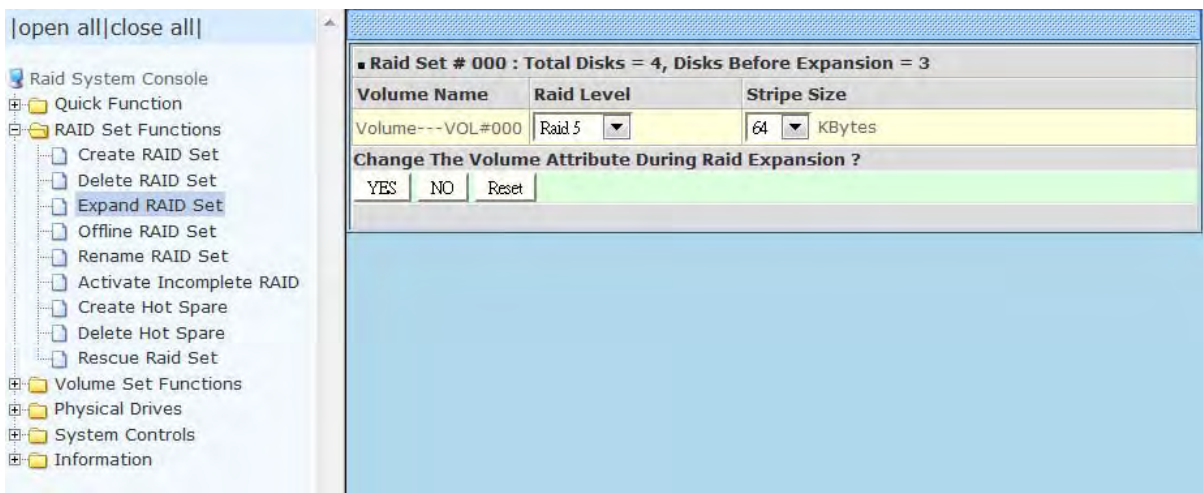 |open all|close all|
Raid System Console
Quick Function
RAID Set Functions
Create RAID Set
Delete RAID Set
Expand RAID Set
Offline RAID Set
Rename RAID Set
Activate Incomplete RAID
Create Hot Spare
Delete Hot Spare
Rescue Raid Set
Volume Set Functions
Physical Drives
System Controls
Information
Raid Set # 000 : Total Disks = 4, Disks Before Expansion = 3
Volume Name Raid Level Stripe Size
Volume---VOL#000 Raid 5 64 KBytes
Change The Volume Attribute During Raid Expansion ?
YES NO Reset